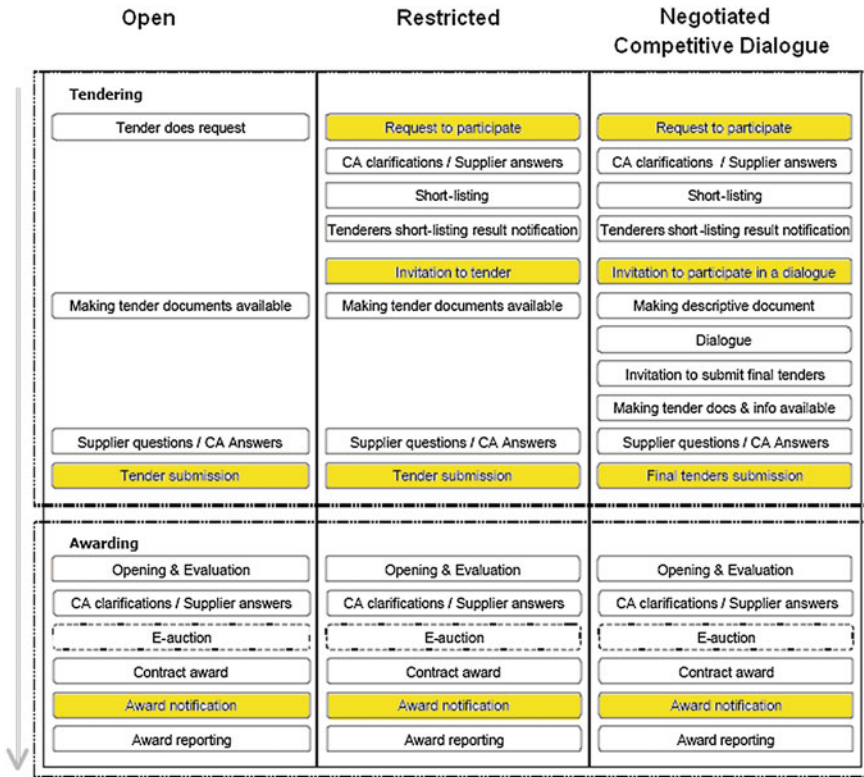 Open
Restricted
Negotiated
Competitive Dialogue
Tendering
Tender does request
Request to participate
Request to participate
CA clarifications / Supplier answers
CA clarifications / Supplier answers
Short-listing
Short-listing
Tenderers short-listing result notification
Tenderers short-listing result notification
Invitation to tender
Invitation to participate in a dialogue
Making tender documents available
Making tender documents available
Making descriptive document
Dialogue
Invitation to submit final tenders
Making tender docs & info available
Supplier questions / CA Answers
Supplier questions / CA Answers
Supplier questions / CA Answers
Tender submission
Tender submission
Final tenders submission
Awarding
Opening & Evaluation
Opening & Evaluation
Opening & Evaluation
CA clarifications / Supplier answers
CA clarifications / Supplier answers
CA clarifications / Supplier answers
E-auction
E-auction
E-auction
Contract award
Contract award
Contract award
Award notification
Award notification
Award notification
Award reporting
Award reporting
Award reporting